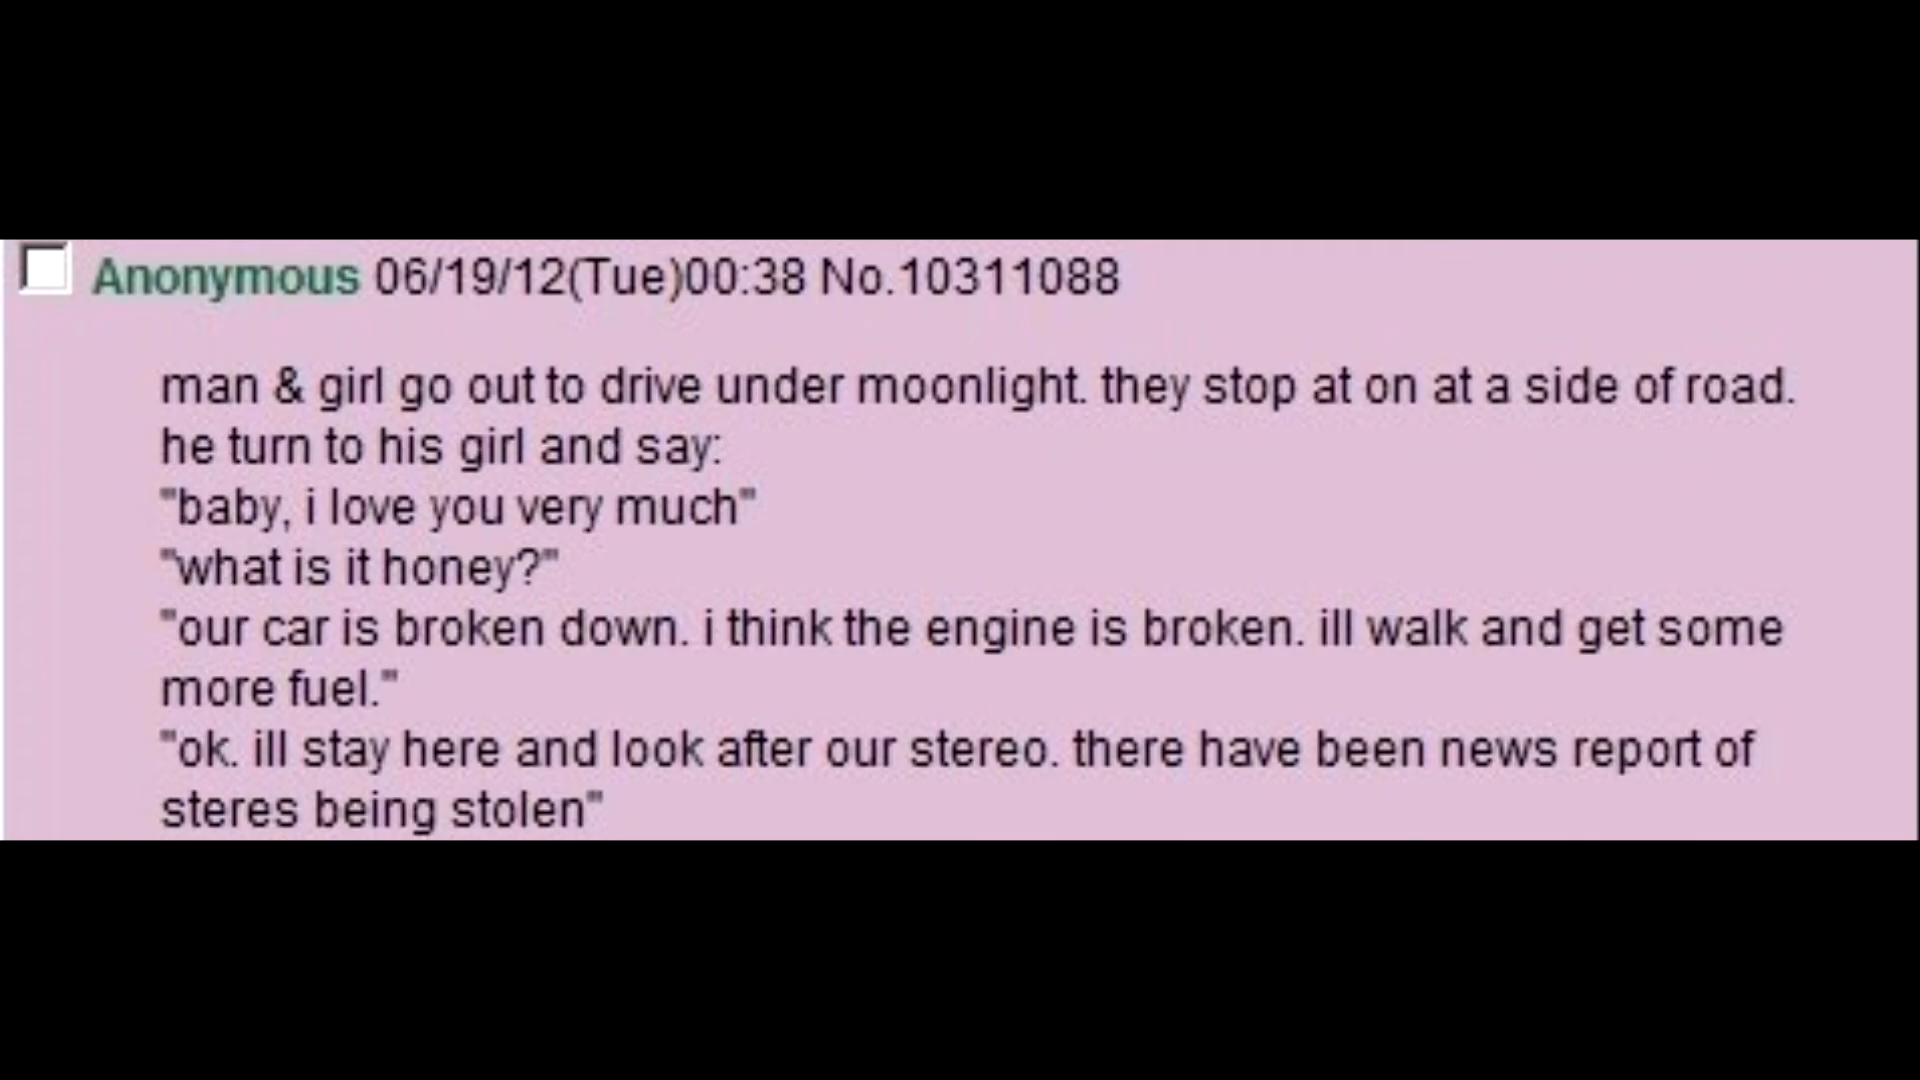 Anonymous 06/19/12(Tue)00:38 No.10311088
man & girl go out to drive under moonlight. they stop at on at a side of road.
he turn to his girl and say:
"baby, i love you very much"
"what is it honey?"
"our car is broken down. i think the engine is broken. ill walk and get some
more fuel."
"ok. ill stay here and look after our stereo. there have been news report of
steres being stolen"